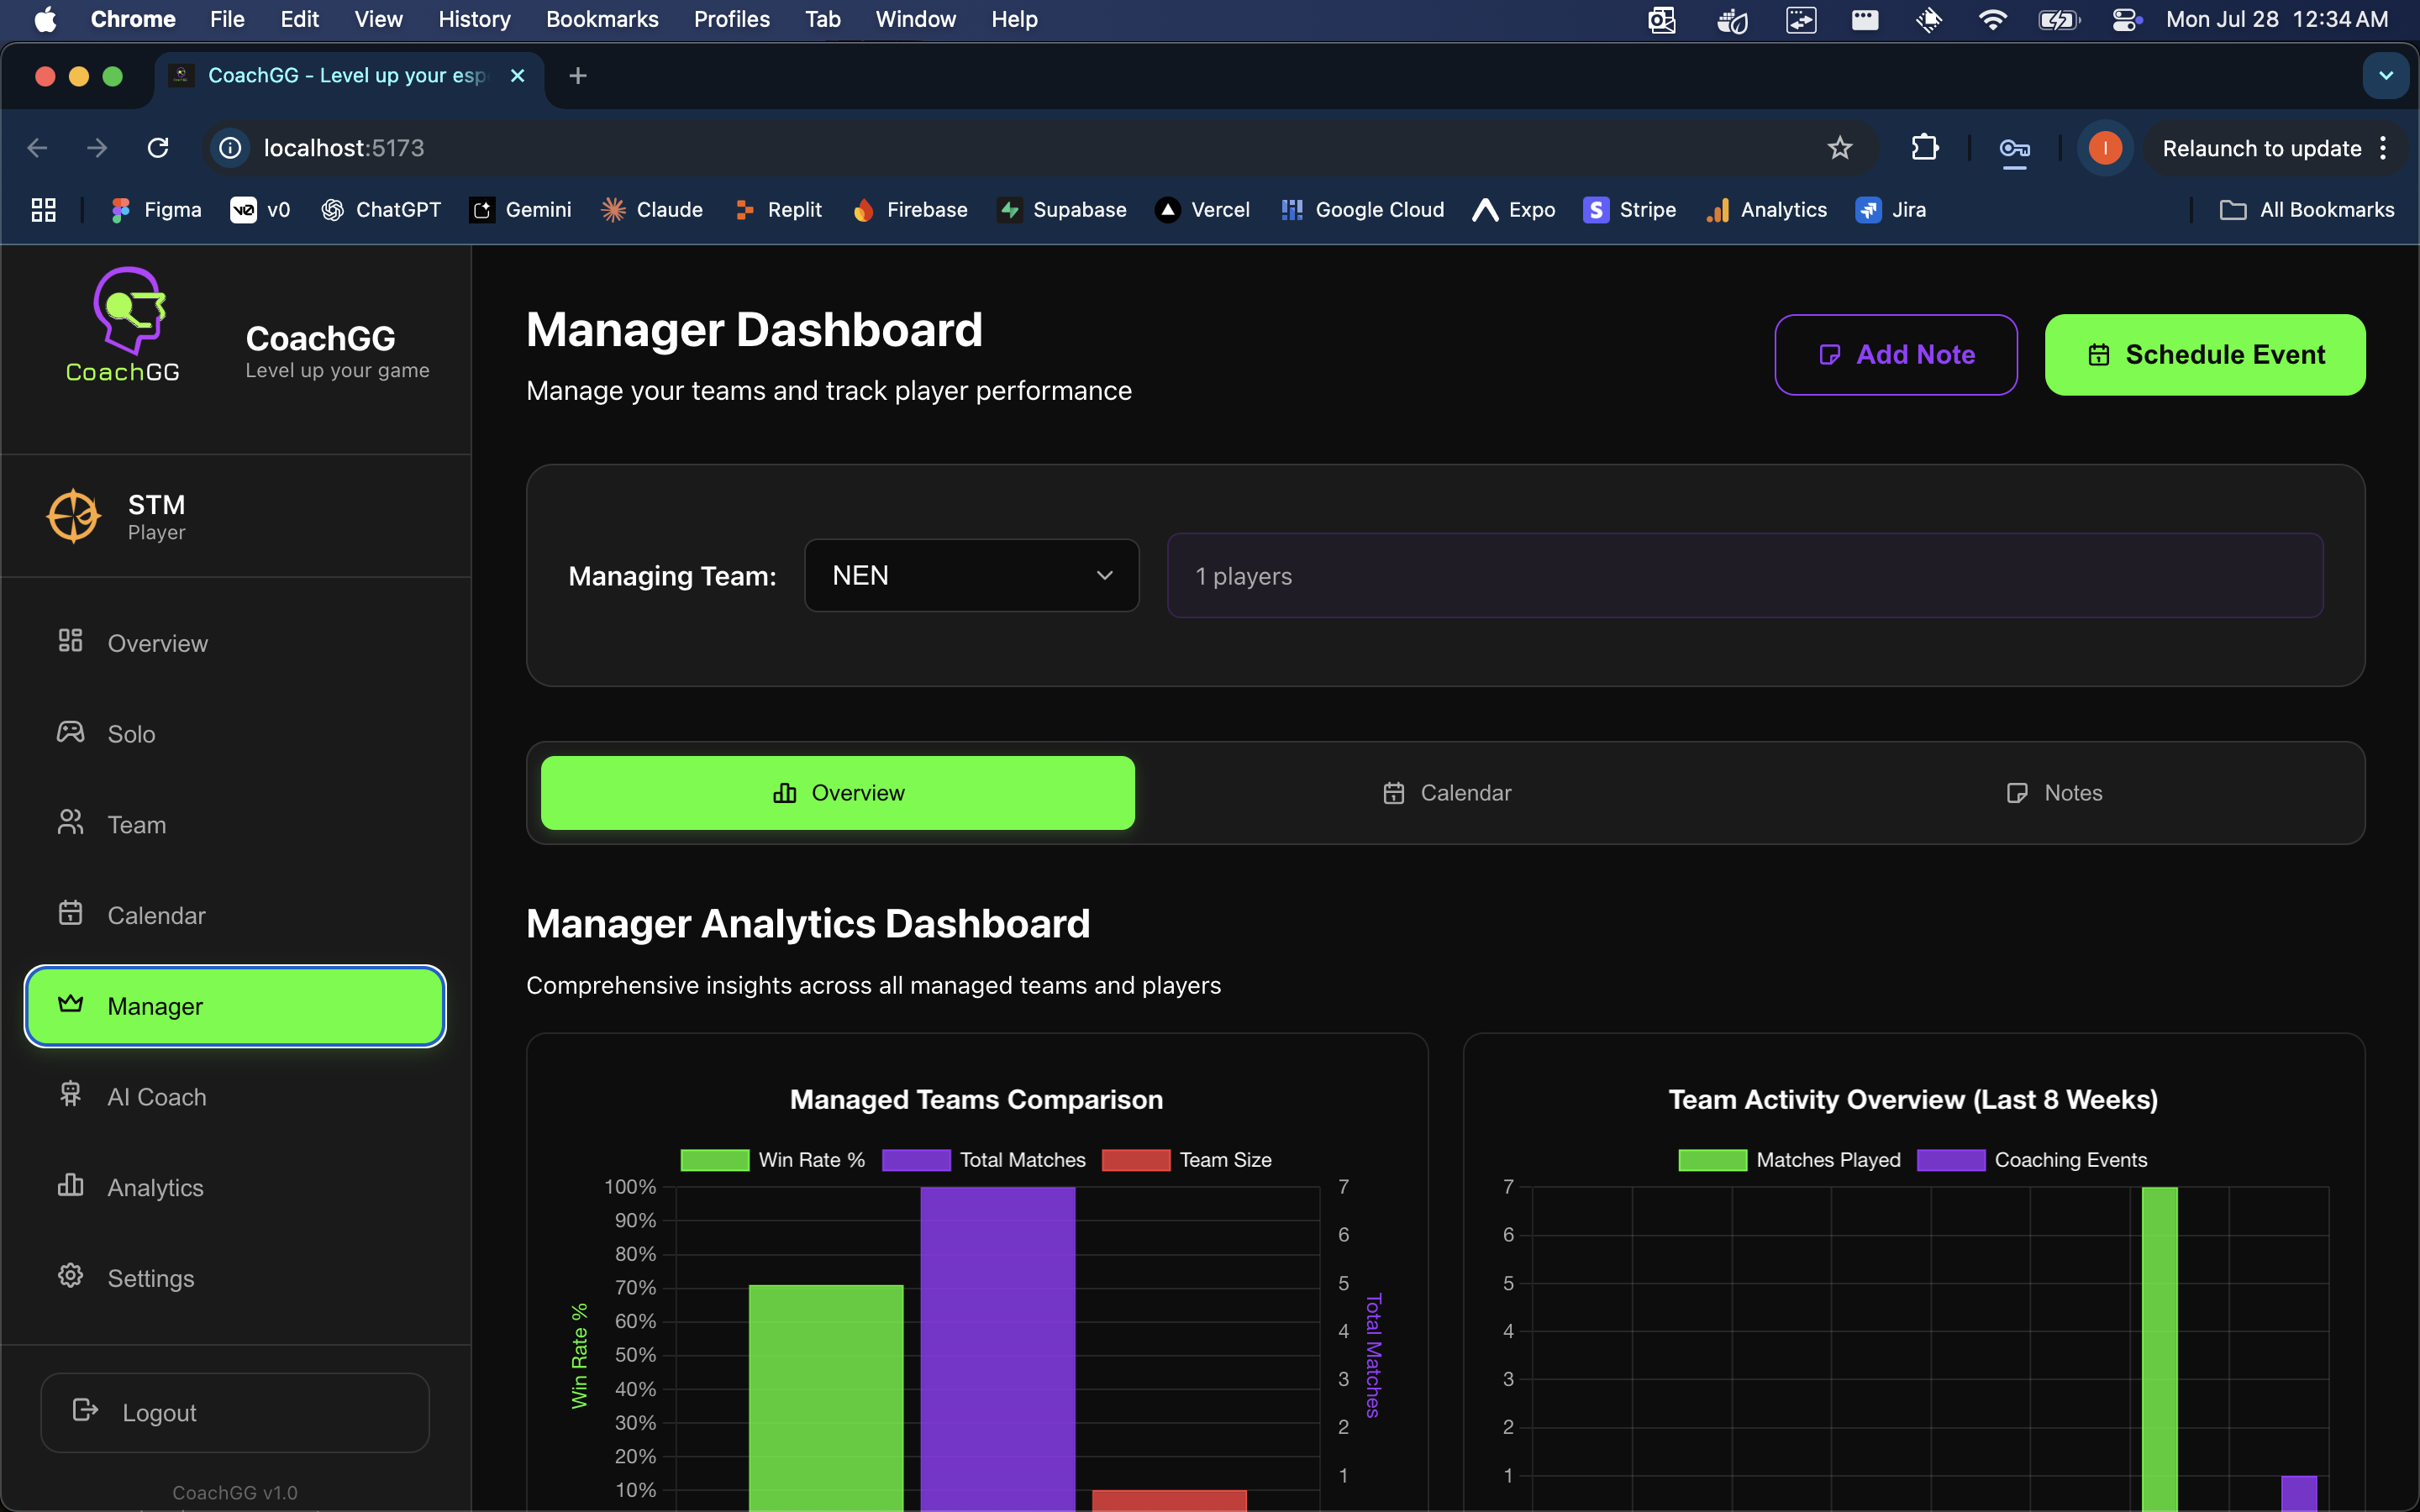 Chrome File Edit View History Bookmarks Profiles Tab Window Help Mon Jul 28 12:34 AM
CoachGG - Level up your esp
localhost:5173 Relaunch to update
Figma v0 ChatGPT Gemini Claude Replit Firebase Supabase Vercel Google Cloud Expo Stripe Analytics Jira All Bookmarks
CoachGG
CoachGG
Level up your game
STM
Player
Overview
Solo
Team
Calendar
Manager
AI Coach
Analytics
Settings
Logout
CoachGG v1.0
Manager Dashboard
Manage your teams and track player performance
Add Note
Schedule Event
Managing Team: NEN 1 players
Overview Calendar Notes
Manager Analytics Dashboard
Comprehensive insights across all managed teams and players
Managed Teams Comparison
Win Rate % Total Matches Team Size
100%
90%
80%
70%
60%
50%
40%
30%
20%
10%
Win Rate %
7
6
5
4
3
2
1
Total Matches
Team Activity Overview (Last 8 Weeks)
Matches Played Coaching Events
7
6
5
4
3
2
1